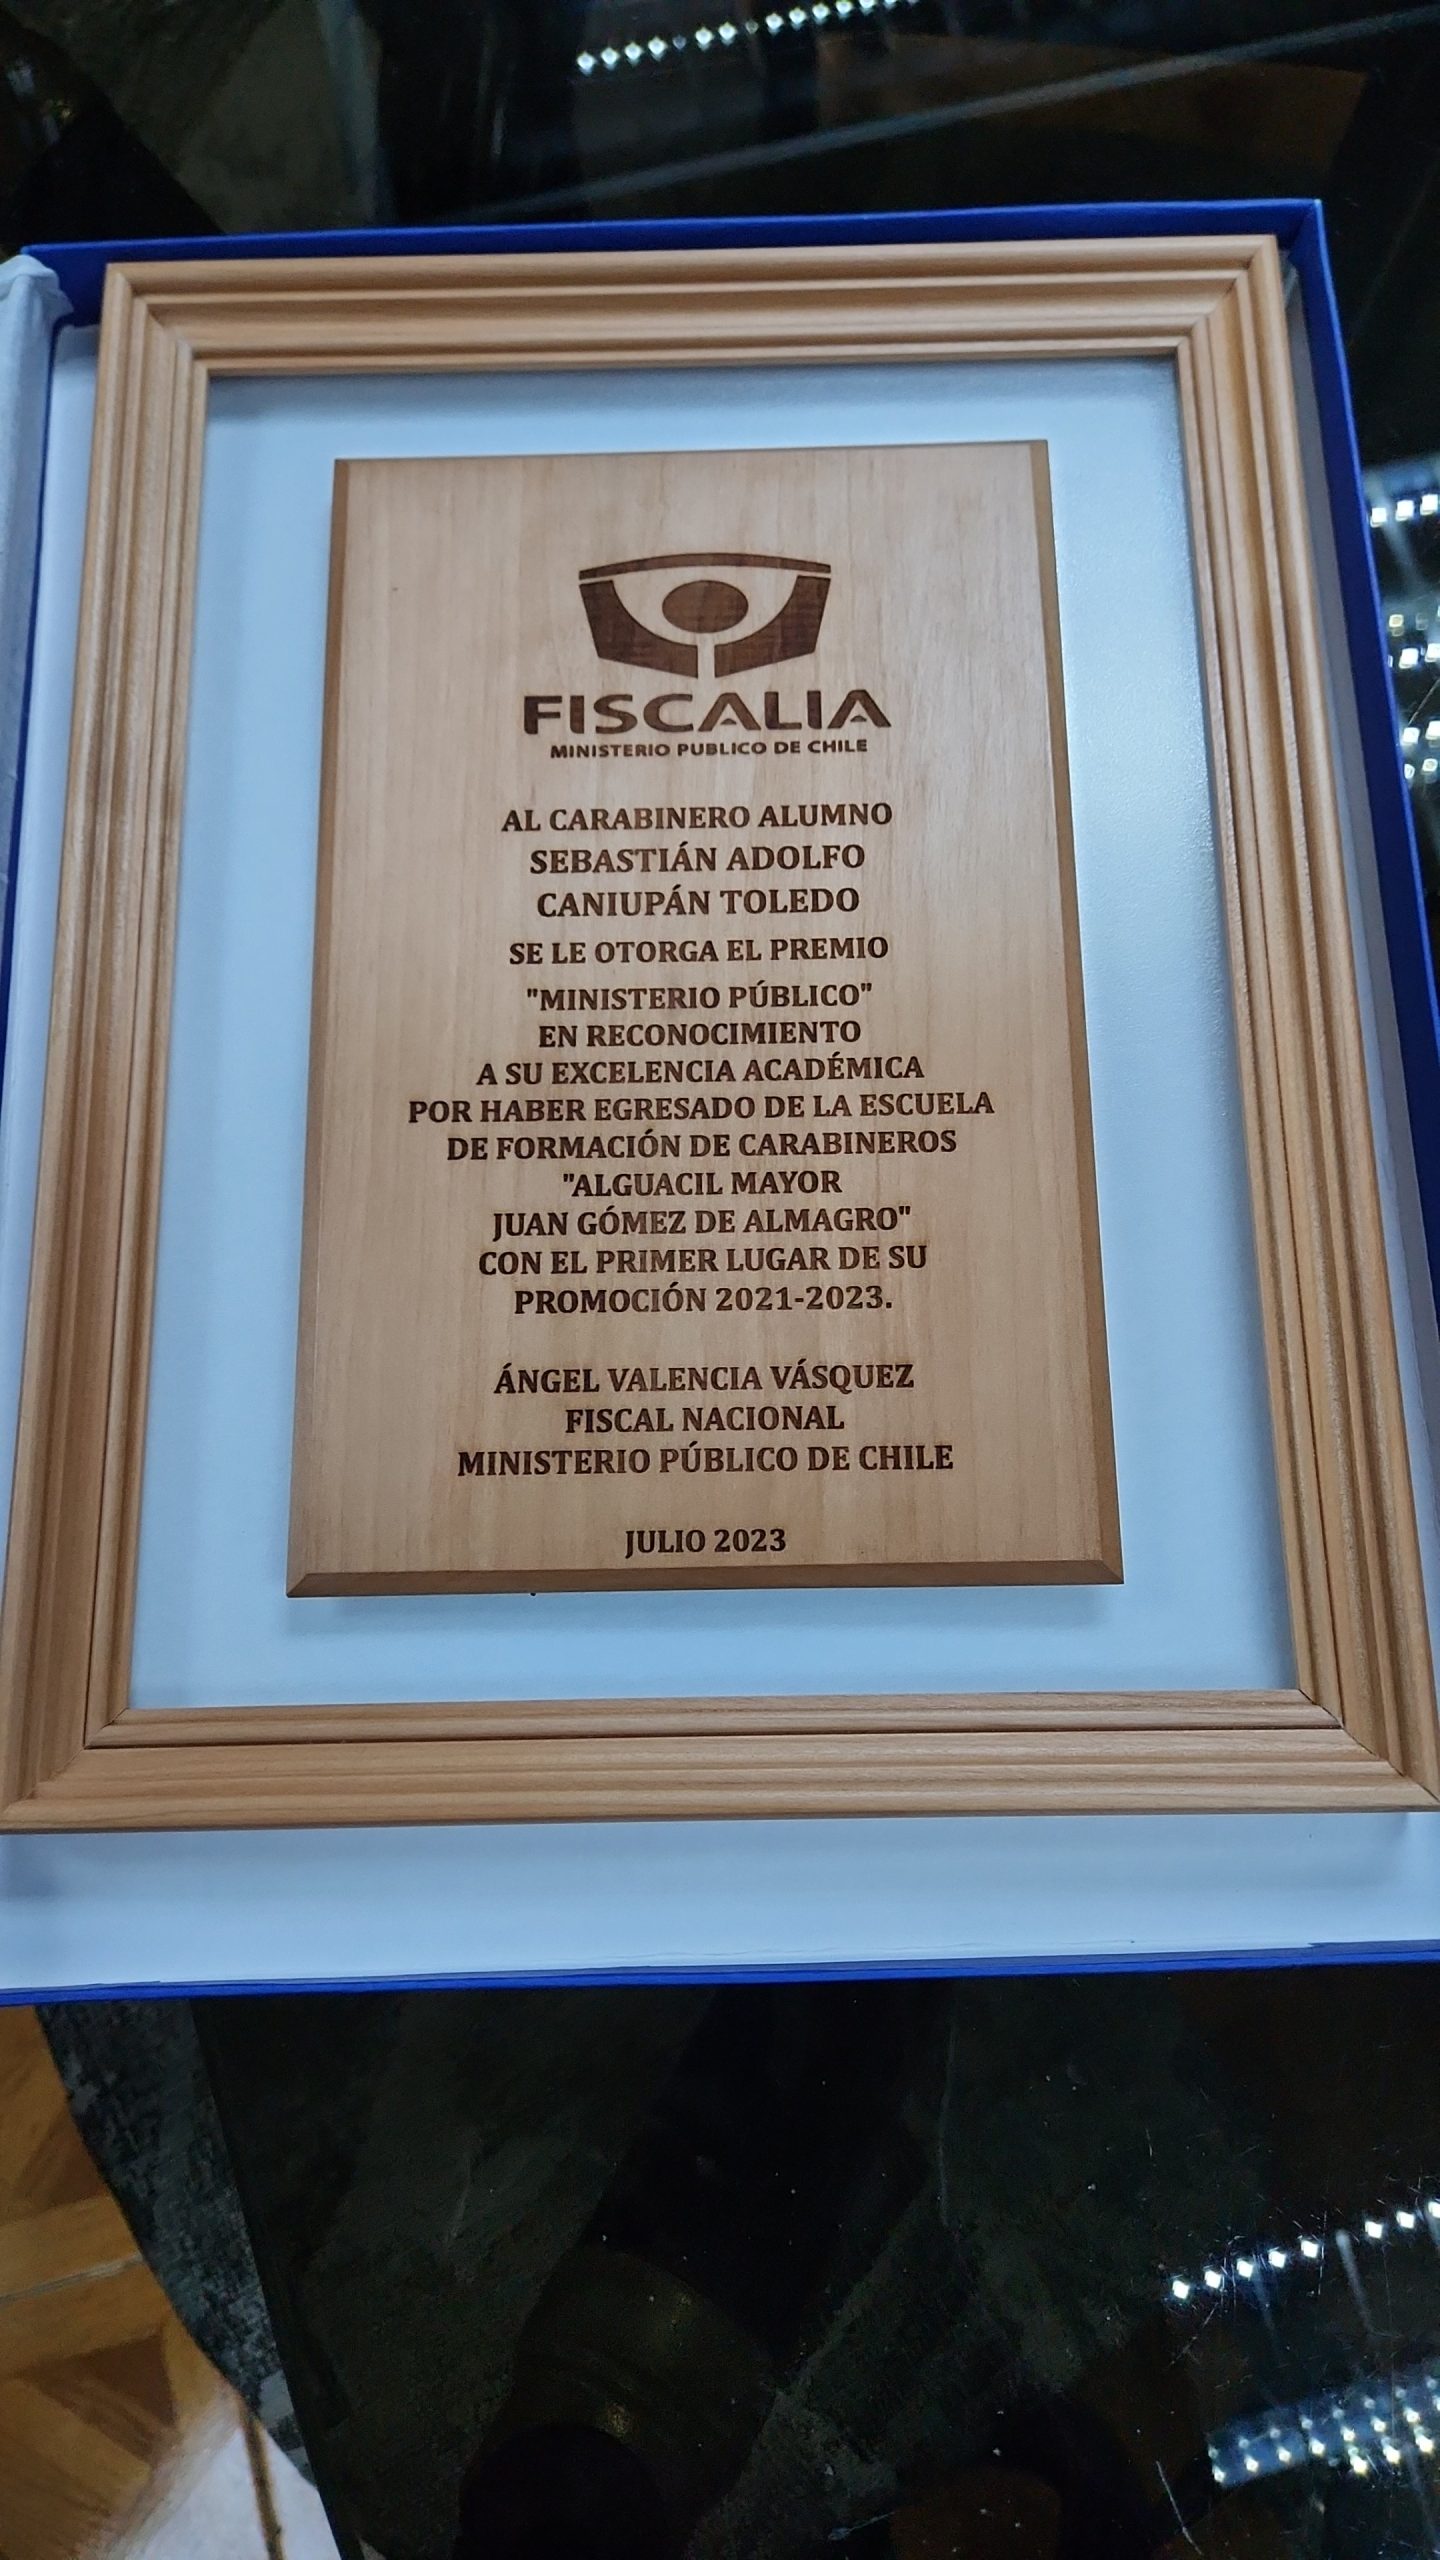 FISCALIA
MINISTERIO PUBLICO DE CHILE
AL CARABINERO ALUMNO
SEBASTIÁN ADOLFO
CANIUPÁN TOLEDO
SE LE OTORGA EL PREMIO
"MINISTERIO PÚBLICO"
EN RECONOCIMIENTO
A SU EXCELENCIA ACADÉMICA
POR HABER EGRESADO DE LA ESCUELA
DE FORMACIÓN DE CARABINEROS
"ALGUACIL MAYOR
JUAN GÓMEZ DE ALMAGRO"
CON EL PRIMER LUGAR DE SU
PROMOCIÓN 2021-2023.
ÁNGEL VALENCIA VÁSQUEZ
FISCAL NACIONAL
MINISTERIO PÚBLICO DE CHILE
JULIO 2023